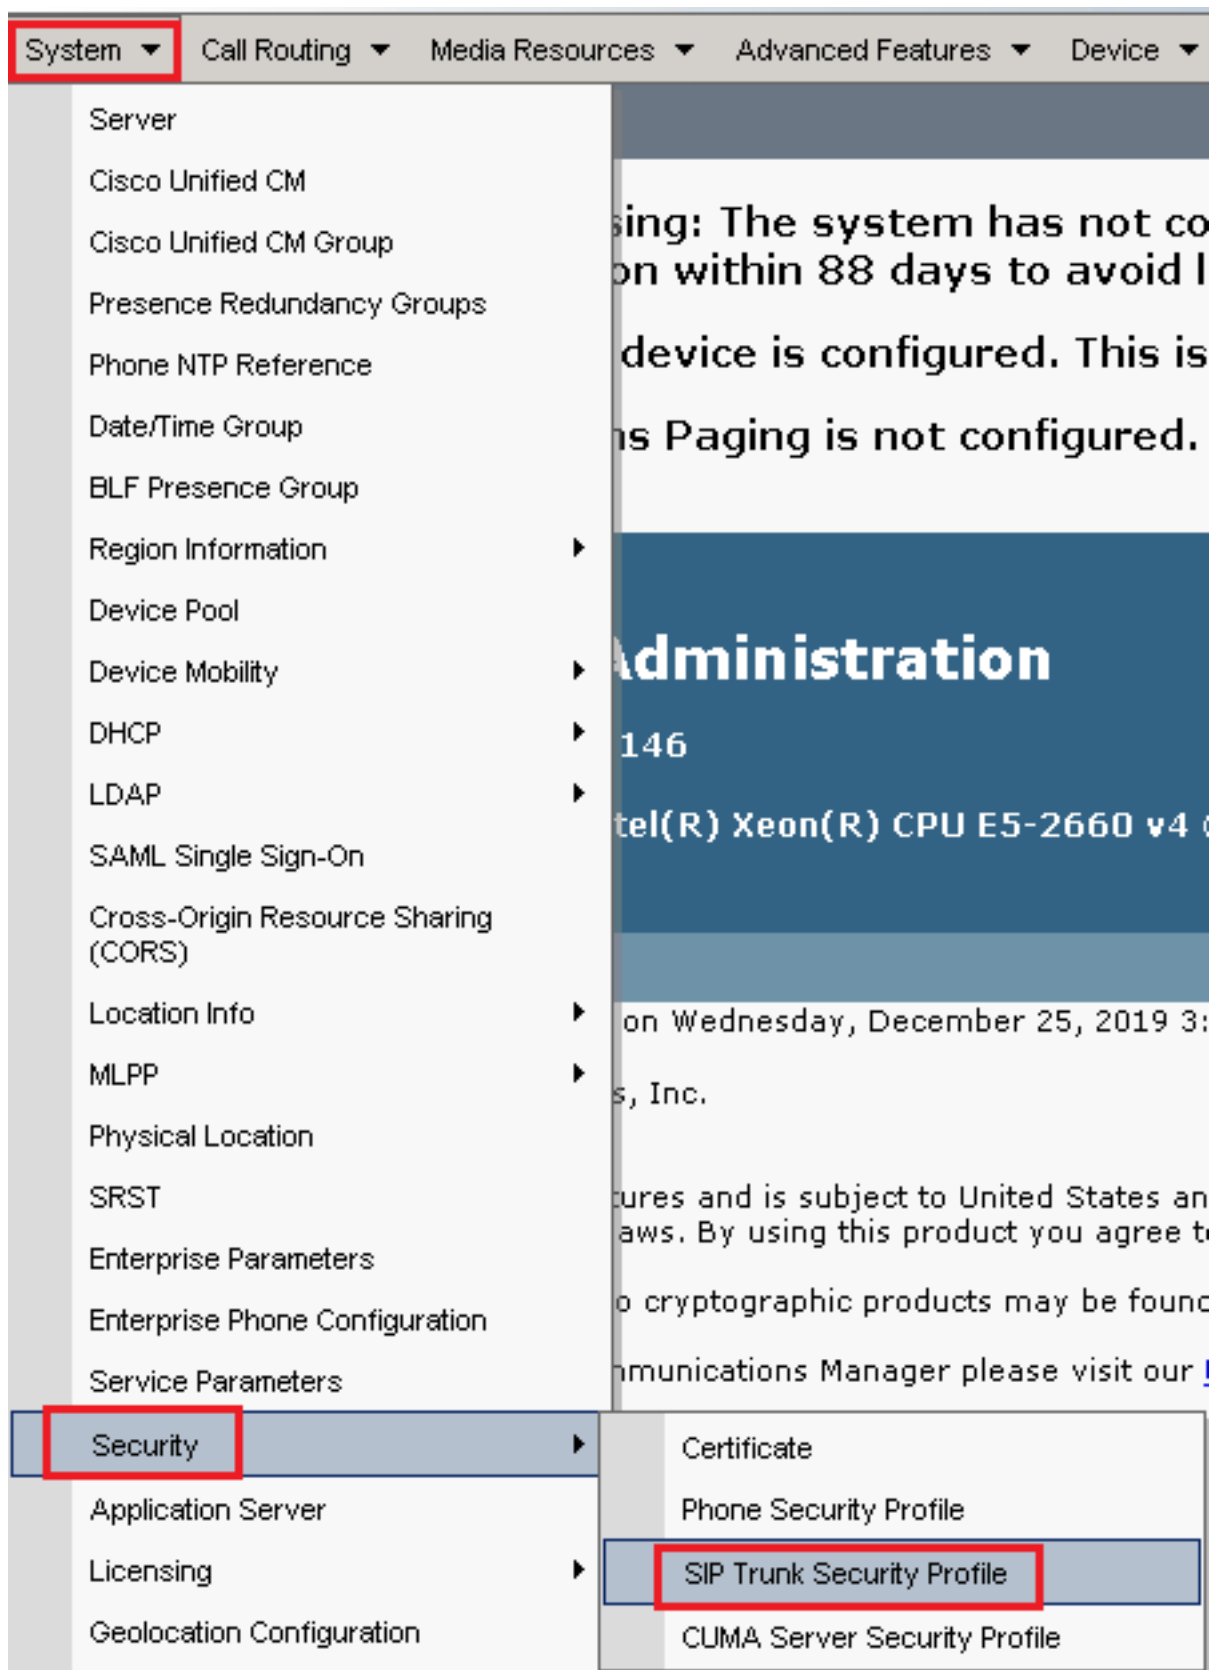 System Call Routing Media Resources Advanced Features Device
Server
Cisco Unified CM
Cisco Unified CM Group
Presence Redundancy Groups
Phone NTP Reference
Date/Time Group
BLF Presence Group
Region Information
Device Pool
Device Mobility
DHCP
LDAP
SAML Single Sign-On
Cross-Origin Resource Sharing
(CORS)
Location Info
MLPP
Physical Location
SRST
Enterprise Parameters
Enterprise Phone Configuration
Service Parameters
Security
Application Server
Licensing
Geolocation Configuration
Certificate
Phone Security Profile
SIP Trunk Security Profile
CUMA Server Security Profile
sing: The system has not co
on within 88 days to avoid l
device is configured. This is
ns Paging is not configured.
Administration
146
tel(R) Xeon(R) CPU E5-2660 v4
on Wednesday, December 25, 2019 3:
s, Inc.
tures and is subject to United States an
aws. By using this product you agree t
o cryptographic products may be found
mmunications Manager please visit our